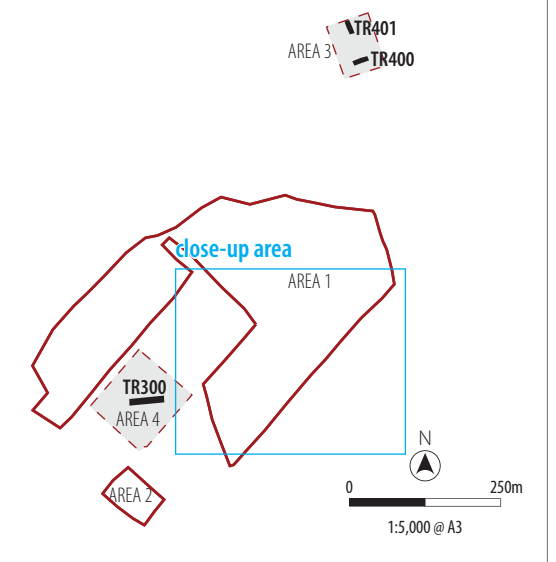 TR401
AREA 3
TR400
close-up area
AREA 1
TR300
AREA 4
N
AREA 2
0 250m
1:5,000 @ A3